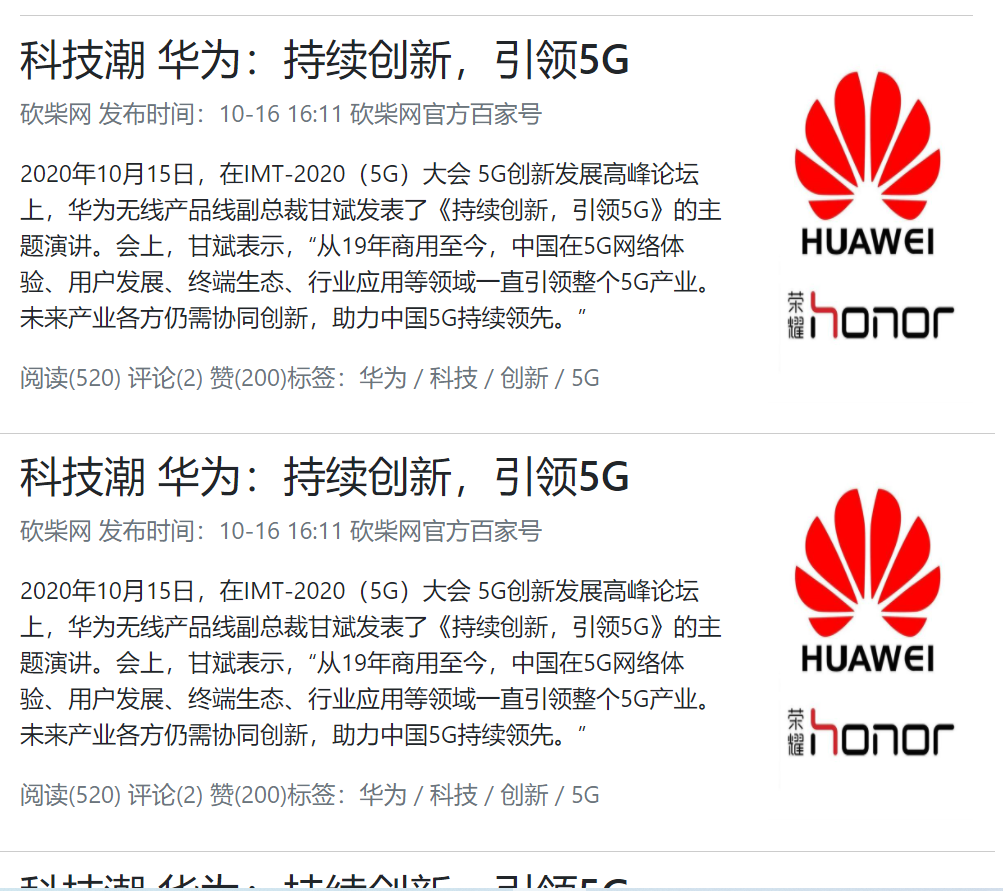 科技潮 华为：持续创新，引领5G
砍柴网 发布时间：10-16 16:11 砍柴网官方百家号
2020年10月15日，在IMT-2020（5G）大会 5G创新发展高峰论坛
上，华为无线产品线副总裁甘斌发表了《持续创新，引领5G》的主
题演讲。会上，甘斌表示，“从19年商用至今，中国在5G网络体
验、用户发展、终端生态、行业应用等领域一直引领整个5G产业。
未来产业各方仍需协同创新，助力中国5G持续领先。”
阅读(520) 评论(2) 赞(200)标签：华为 / 科技 / 创新 / 5G
HUAWEI
荣耀 honor
科技潮 华为：持续创新，引领5G
砍柴网 发布时间：10-16 16:11 砍柴网官方百家号
2020年10月15日，在IMT-2020（5G）大会 5G创新发展高峰论坛
上，华为无线产品线副总裁甘斌发表了《持续创新，引领5G》的主
题演讲。会上，甘斌表示，“从19年商用至今，中国在5G网络体
验、用户发展、终端生态、行业应用等领域一直引领整个5G产业。
未来产业各方仍需协同创新，助力中国5G持续领先。”
阅读(520) 评论(2) 赞(200)标签：华为 / 科技 / 创新 / 5G
HUAWEI
荣耀 honor
科技潮 华为：持续创新，引领5G